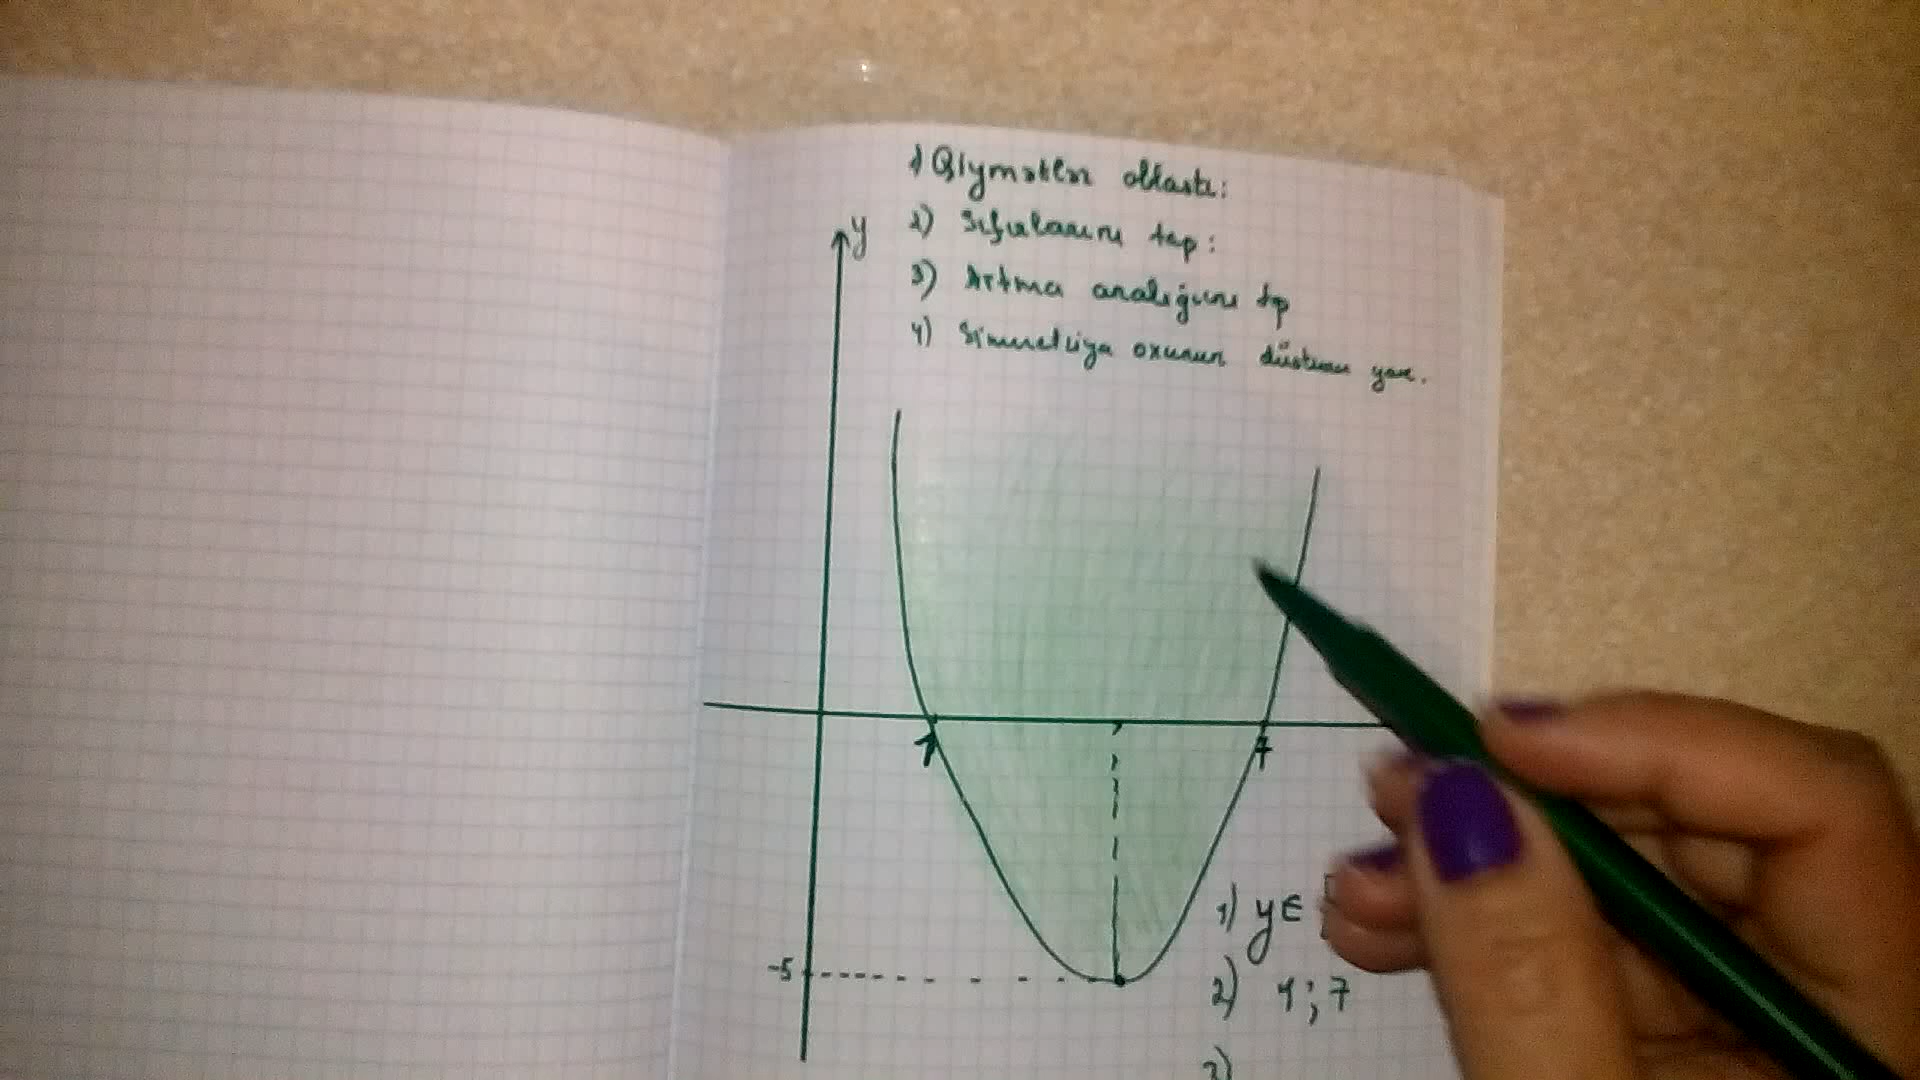 1) Qiymətlər oblastı:
2) Sıfırlarını tap:
3) Artma aralığını tap
4) Simmetriya oxunun düsturunu yaz.
y
1
7
-5
1) y∈ [
2) 1; 7
3)